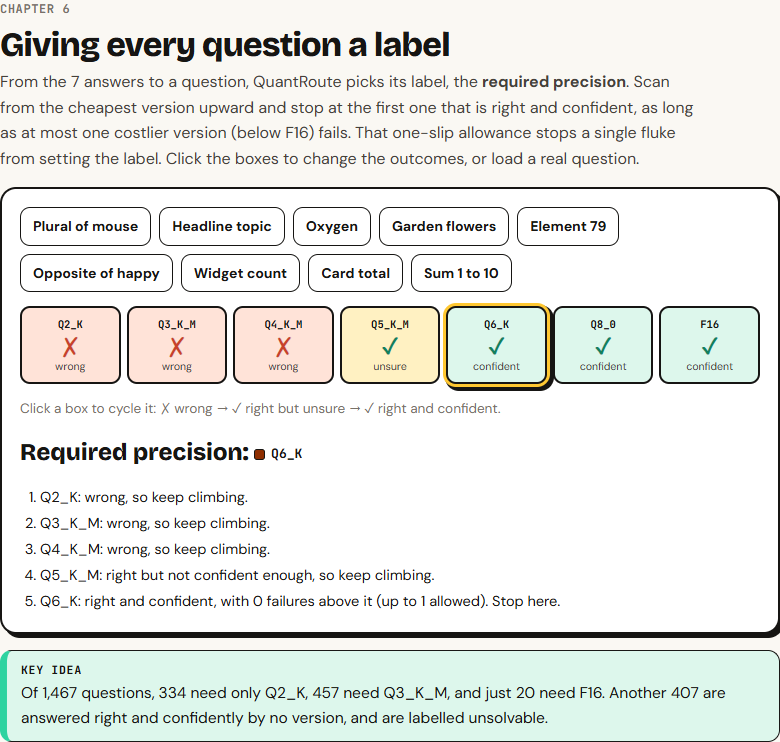 CHAPTER 6
Giving every question a label
From the 7 answers to a question, QuantRoute picks its label, the required precision. Scan
from the cheapest version upward and stop at the first one that is right and confident, as long
as at most one costlier version (below F16) fails. That one-slip allowance stops a single fluke
from setting the label. Click the boxes to change the outcomes, or load a real question.
Plural of mouse
Headline topic
Oxygen
Garden flowers
Element 79
Opposite of happy
Widget count
Card total
Sum 1 to 10
Q2_K
✗
wrong
Q3_K_M
✗
wrong
Q4_K_M
✗
wrong
Q5_K_M
✓
unsure
Q6_K
✓
confident
Q8_0
✓
confident
F16
✓
confident
Click a box to cycle it: ✗ wrong → ✓ right but unsure → ✓ right and confident.
Required precision: Q6_K
1. Q2_K: wrong, so keep climbing.
2. Q3_K_M: wrong, so keep climbing.
3. Q4_K_M: wrong, so keep climbing.
4. Q5_K_M: right but not confident enough, so keep climbing.
5. Q6_K: right and confident, with 0 failures above it (up to 1 allowed). Stop here.
KEY IDEA
Of 1,467 questions, 334 need only Q2_K, 457 need Q3_K_M, and just 20 need F16. Another 407 are
answered right and confidently by no version, and are labelled unsolvable.